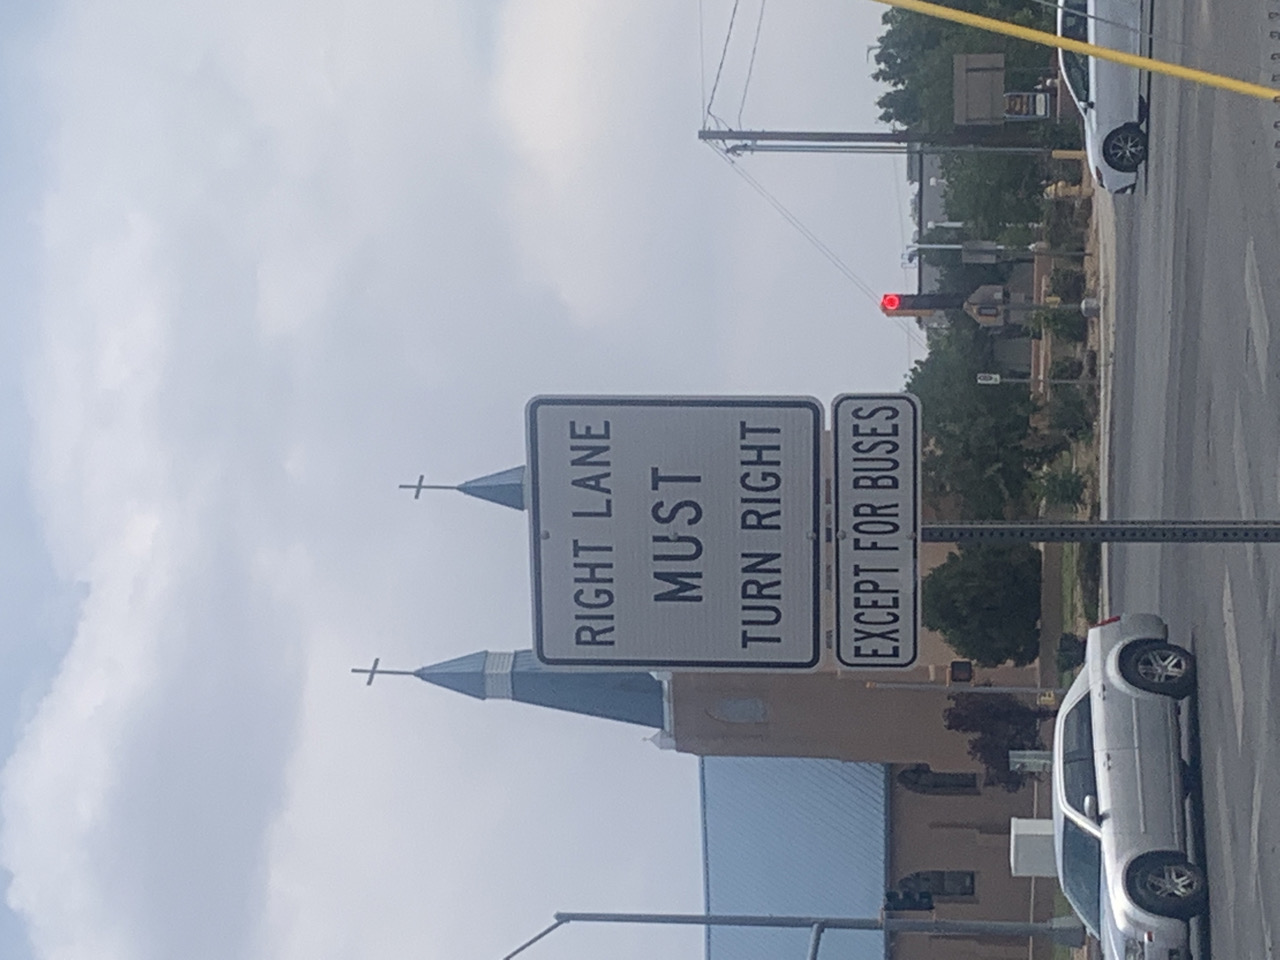 RIGHT LANE
MUST
TURN RIGHT
EXCEPT FOR BUSES